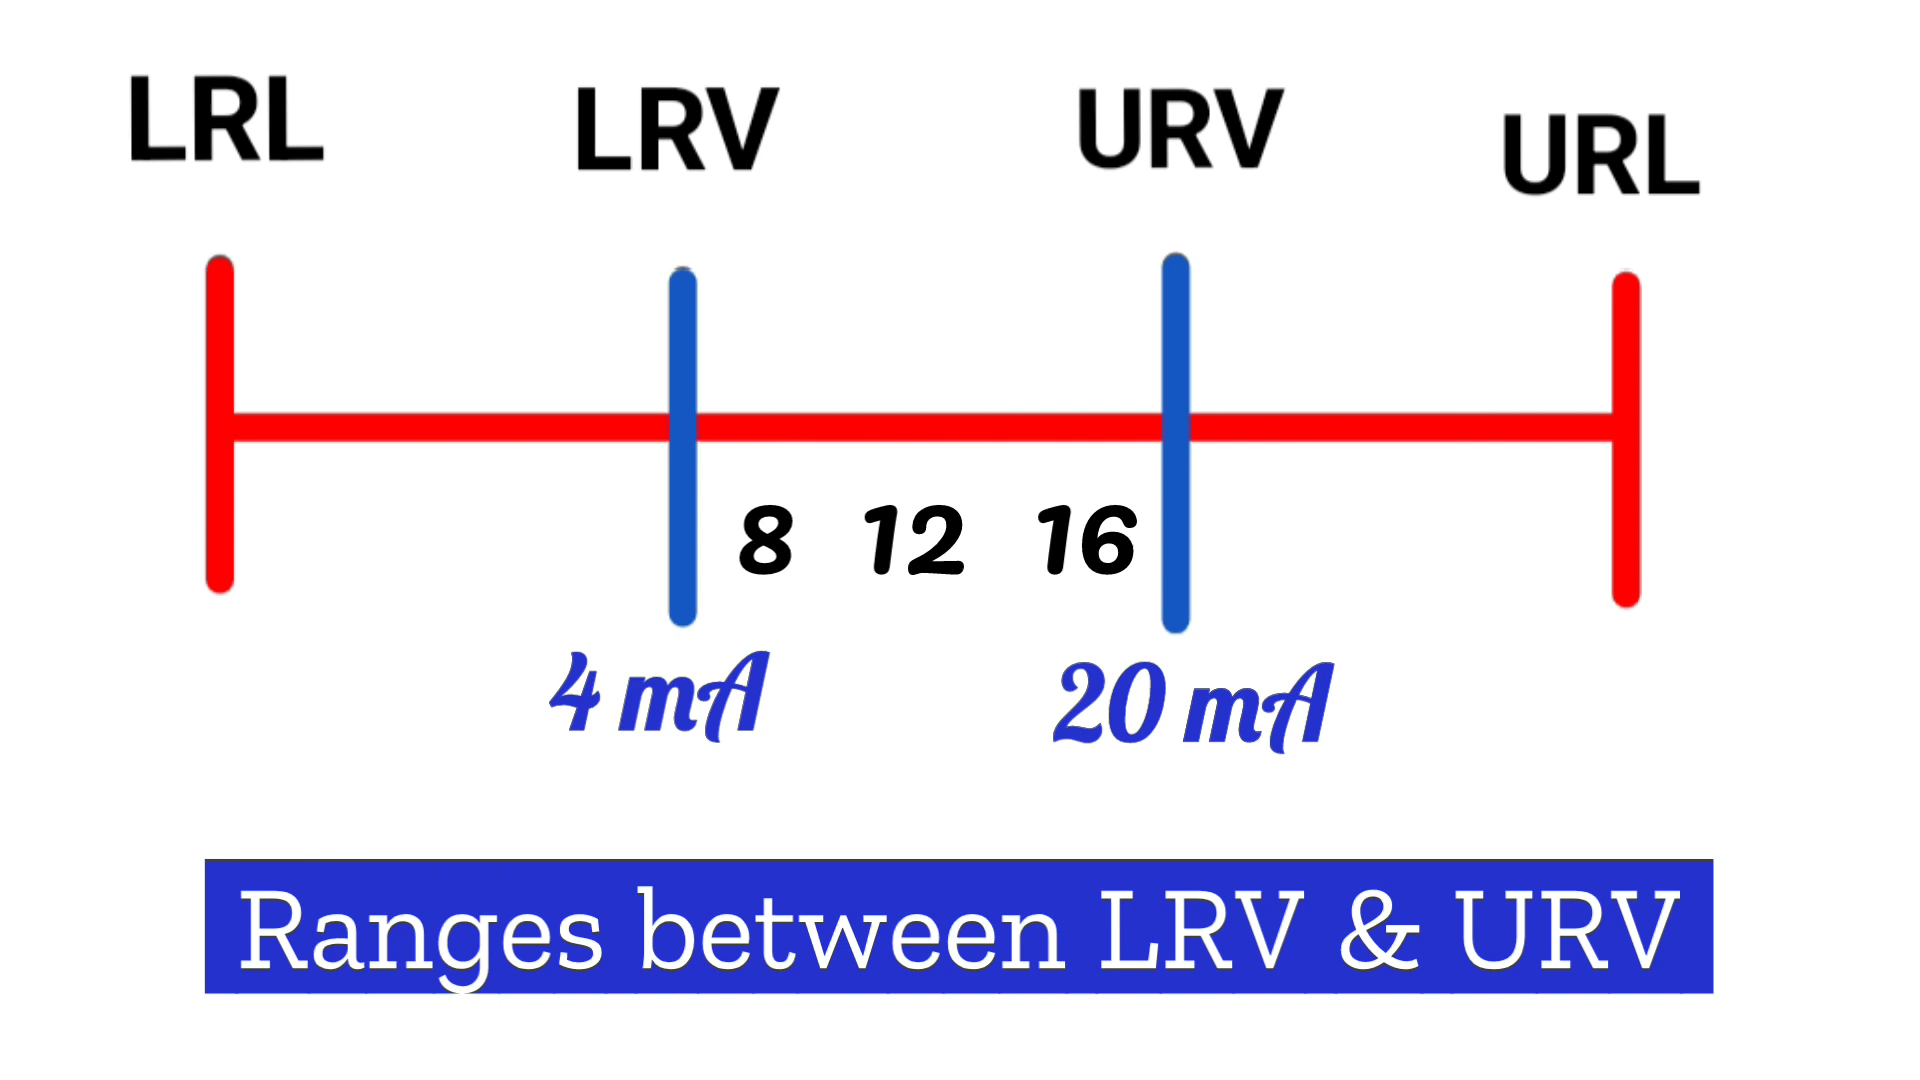 LRL LRV URV URL
8 12 16
4 mA 20 mA
Ranges between LRV & URV